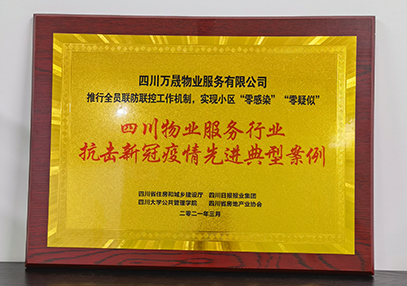 四川万晟物业服务有限公司
推行全员联防联控工作机制，实现小区“零感染”“零疑似”
四川物业服务行业
抗击新冠疫情先进典型案例
四川省住房和城乡建设厅 四川日报报业集团
四川大学公共管理学院 四川省房地产业协会
二零二一年三月